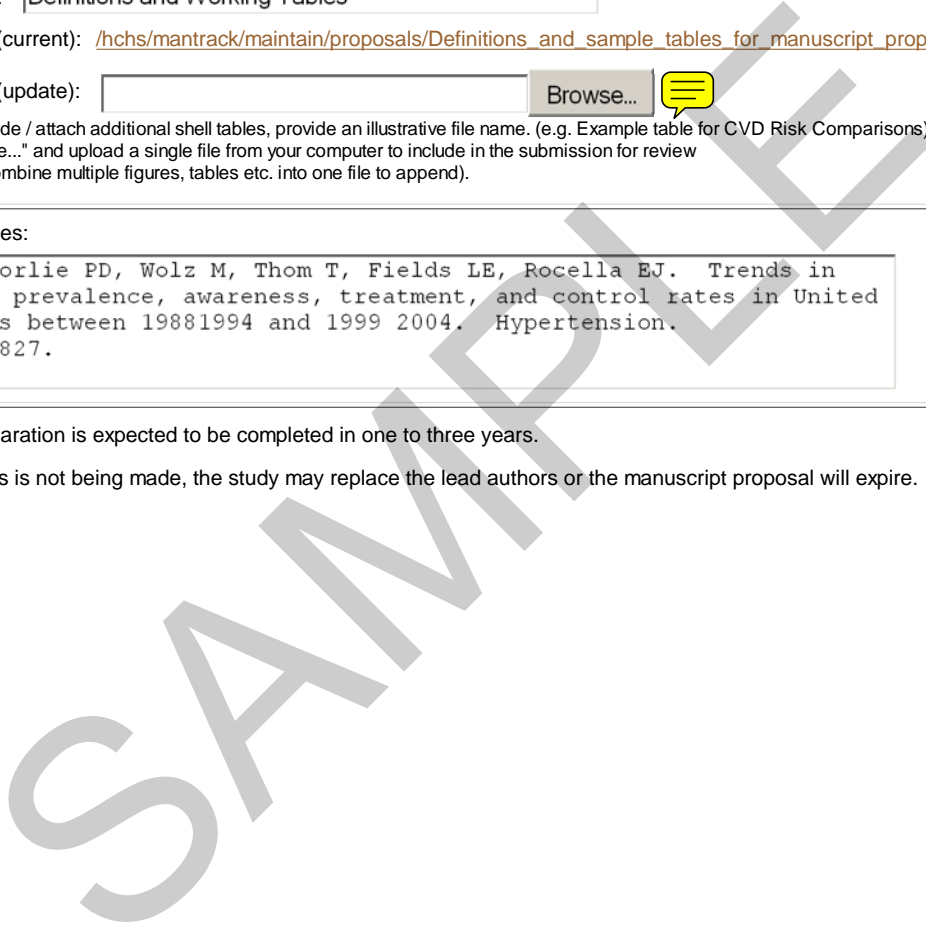 Definitions and Working Tables
(current): /hchs/mantrack/maintain/proposals/Definitions_and_sample_tables_for_manuscript_prop
(update): Browse...
de / attach additional shell tables, provide an illustrative file name. (e.g. Example table for CVD Risk Comparisons)
e..." and upload a single file from your computer to include in the submission for review
ombine multiple figures, tables etc. into one file to append).
es:
orlie PD, Wolz M, Thom T, Fields LE, Rocella EJ. Trends in
prevalence, awareness, treatment, and control rates in United
s between 19881994 and 1999 2004. Hypertension.
827.
aration is expected to be completed in one to three years.
s is not being made, the study may replace the lead authors or the manuscript proposal will expire.
SAMPLE